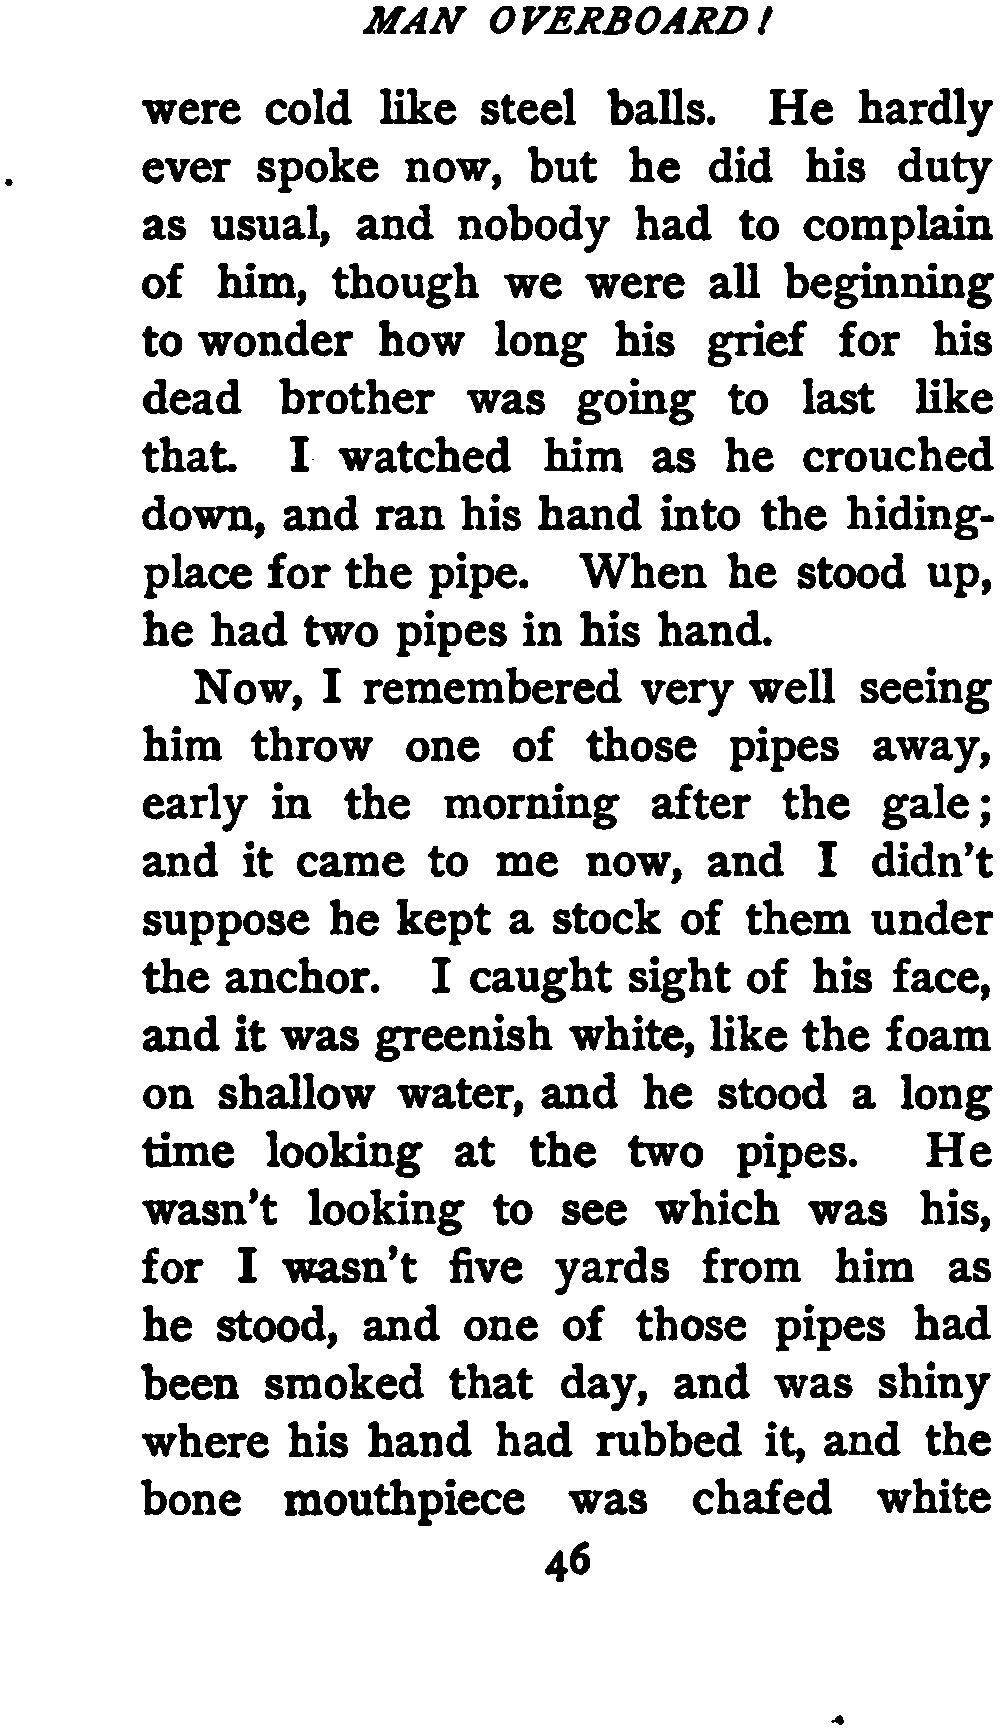 MAN OVERBOARD!
were cold like steel balls. He hardly
ever spoke now, but he did his duty
as usual, and nobody had to complain
of him, though we were all beginning
to wonder how long his grief for his
dead brother was going to last like
that. I watched him as he crouched
down, and ran his hand into the hiding-
place for the pipe. When he stood up,
he had two pipes in his hand.
Now, I remembered very well seeing
him throw one of those pipes away,
early in the morning after the gale;
and it came to me now, and I didn't
suppose he kept a stock of them under
the anchor. I caught sight of his face,
and it was greenish white, like the foam
on shallow water, and he stood a long
time looking at the two pipes. He
wasn't looking to see which was his,
for I wasn't five yards from him as
he stood, and one of those pipes had
been smoked that day, and was shiny
where his hand had rubbed it, and the
bone mouthpiece was chafed white
46